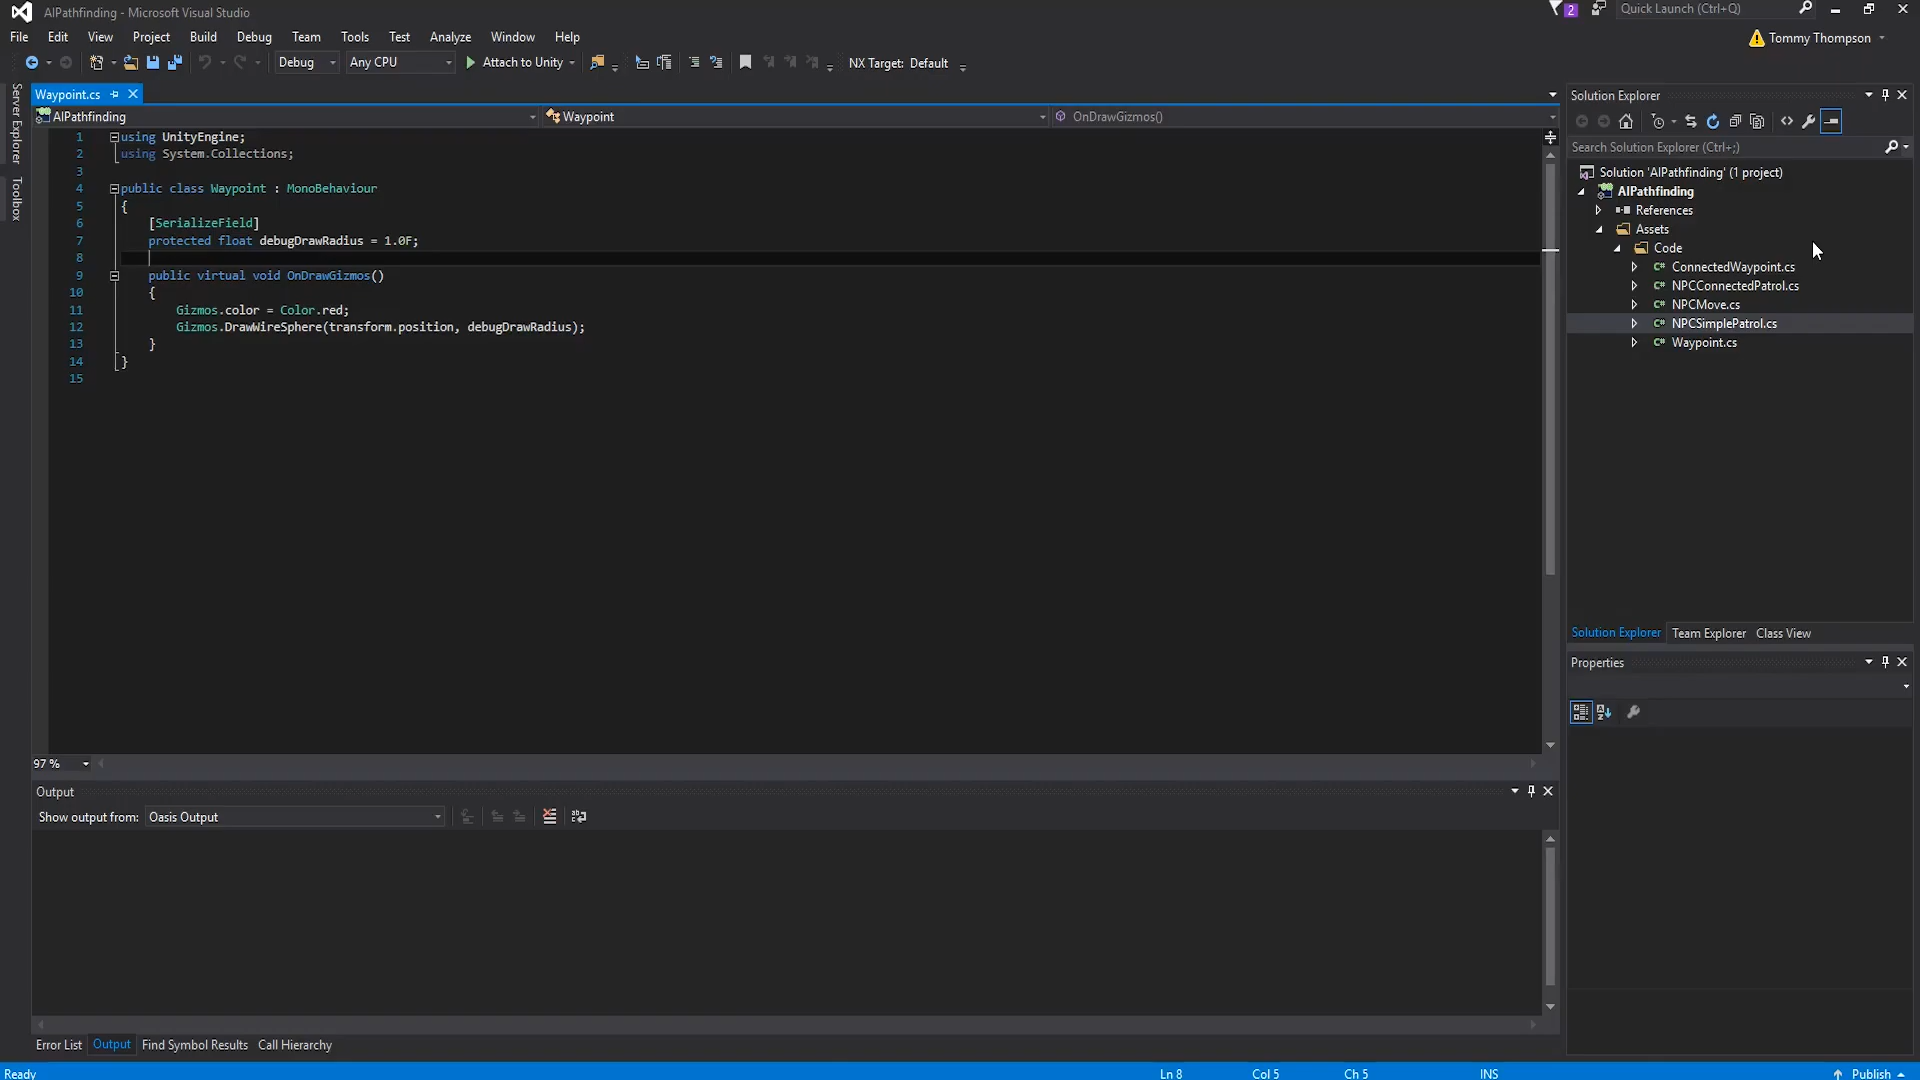 AIPathfinding - Microsoft Visual Studio
2
Quick Launch (Ctrl+Q)
File Edit View Project Build Debug Team Tools Test Analyze Window Help
Tommy Thompson
Debug Any CPU Attach to Unity NX Target: Default
Server Explorer
Toolbox
Waypoint.cs
AIPathfinding Waypoint OnDrawGizmos()
1 using UnityEngine;
2 using System.Collections;
3
4 public class Waypoint : MonoBehaviour
5 {
6 [SerializeField]
7 protected float debugDrawRadius = 1.0F;
8
9 public virtual void OnDrawGizmos()
10 {
11 Gizmos.color = Color.red;
12 Gizmos.DrawWireSphere(transform.position, debugDrawRadius);
13 }
14 }
15
97 %
Output
Show output from: Oasis Output
Error List Output Find Symbol Results Call Hierarchy
Solution Explorer
Search Solution Explorer (Ctrl+;)
Solution 'AIPathfinding' (1 project)
AIPathfinding
References
Assets
Code
C# ConnectedWaypoint.cs
C# NPCConnectedPatrol.cs
C# NPCMove.cs
C# NPCSimplePatrol.cs
C# Waypoint.cs
Solution Explorer Team Explorer Class View
Properties
Ready Ln 8 Col 5 Ch 5 INS Publish